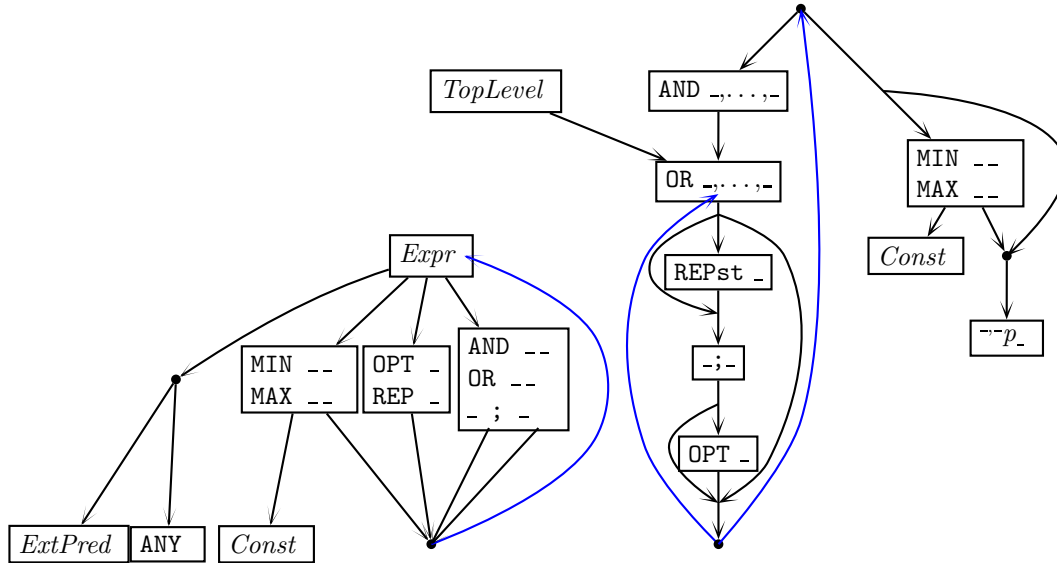 TopLevel
AND _,...,_
OR _,...,_
MIN _ _
MAX _ _
Expr
Const
REPst _
AND _ _
OR _ _
_ ; _
MIN _ _
MAX _ _
OPT _
REP _
_;_
_,_p_
OPT _
ExtPred
ANY
Const